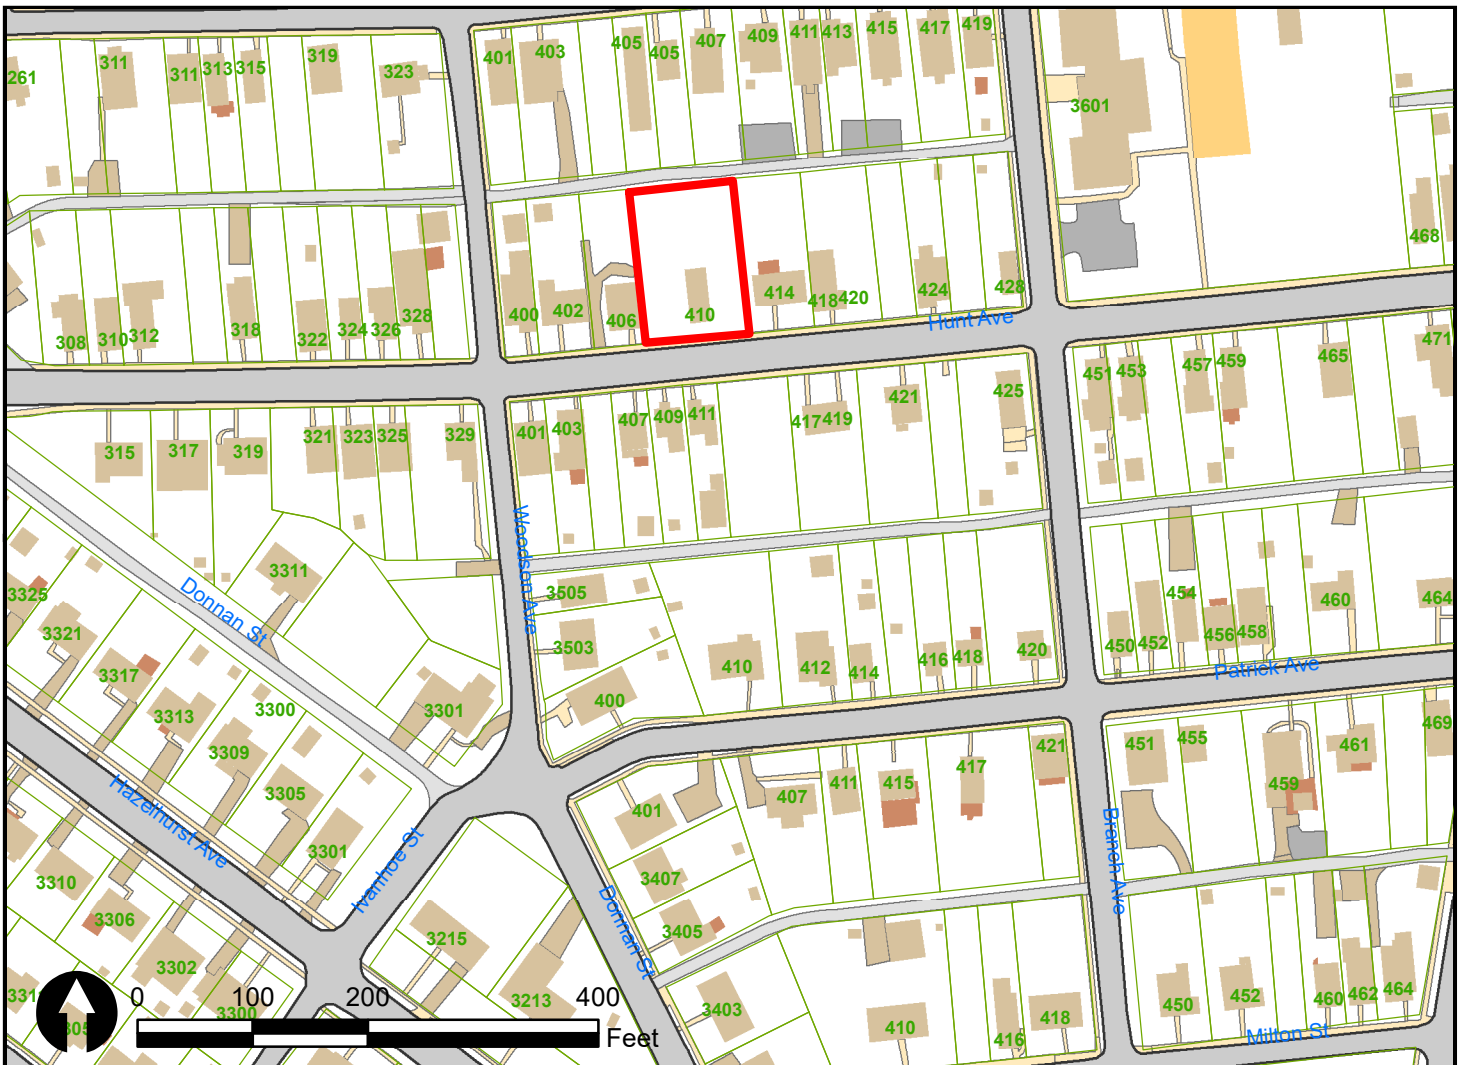 401 403 405 405 407 409 411 413 415 417 419
261 311 311 313 315 319 323
3601
468
400 402 406 410 414 418 420 424 428
308 310 312 318 322 324 326 328
Hunt Ave
451 453 457 459 465 471
401 403 407 409 411 417 419 421 425
315 317 319 321 323 325 329
Woodson Ave
3311
3505
3503
400
410 412 414 416 418 420
450 452 454 456 458 460 464
Patrick Ave
Donnan St
3325
3321
3317
3313
3309
3305
3301
3300
3301
451 455 459 461 469
401 407 411 415 417 421
3407
3405
3403
Branch Ave
Hazelhurst Ave
Ivanhoe St
Donnan St
3310
3306
3302
3300
3215
3213
410 416 418
450 452 460 462 464
Milton St
0 100 200 400
Feet